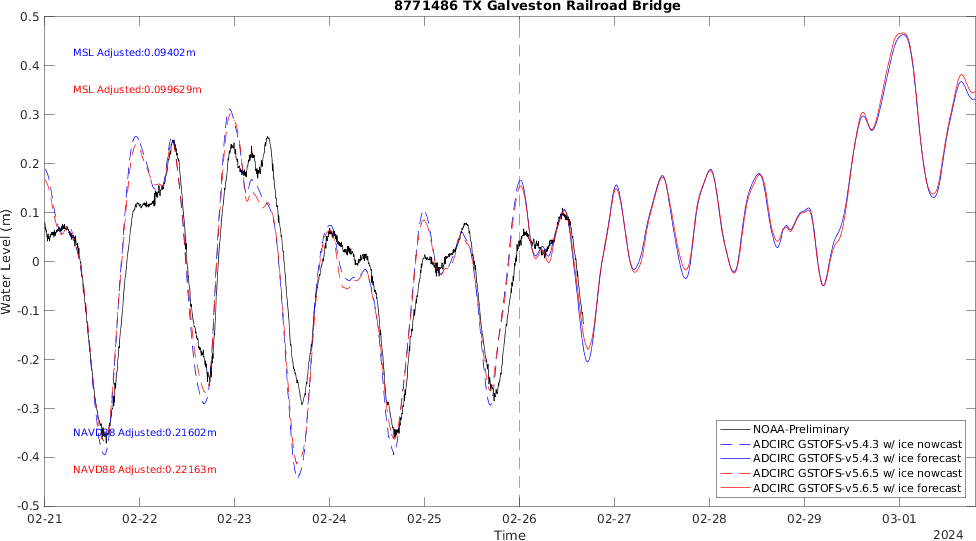 8771486 TX Galveston Railroad Bridge
0.5
0.4
0.3
0.2
0.1
0
-0.1
-0.2
-0.3
-0.4
-0.5
Water Level (m)
MSL Adjusted:0.09402m
MSL Adjusted:0.099629m
NAVD88 Adjusted:0.21602m
NAVD88 Adjusted:0.22163m
NOAA-Preliminary
ADCIRC GSTOFS-v5.4.3 w/ ice nowcast
ADCIRC GSTOFS-v5.4.3 w/ ice forecast
ADCIRC GSTOFS-v5.6.5 w/ ice nowcast
ADCIRC GSTOFS-v5.6.5 w/ ice forecast
02-21 02-22 02-23 02-24 02-25 02-26 02-27 02-28 02-29 03-01
Time
2024